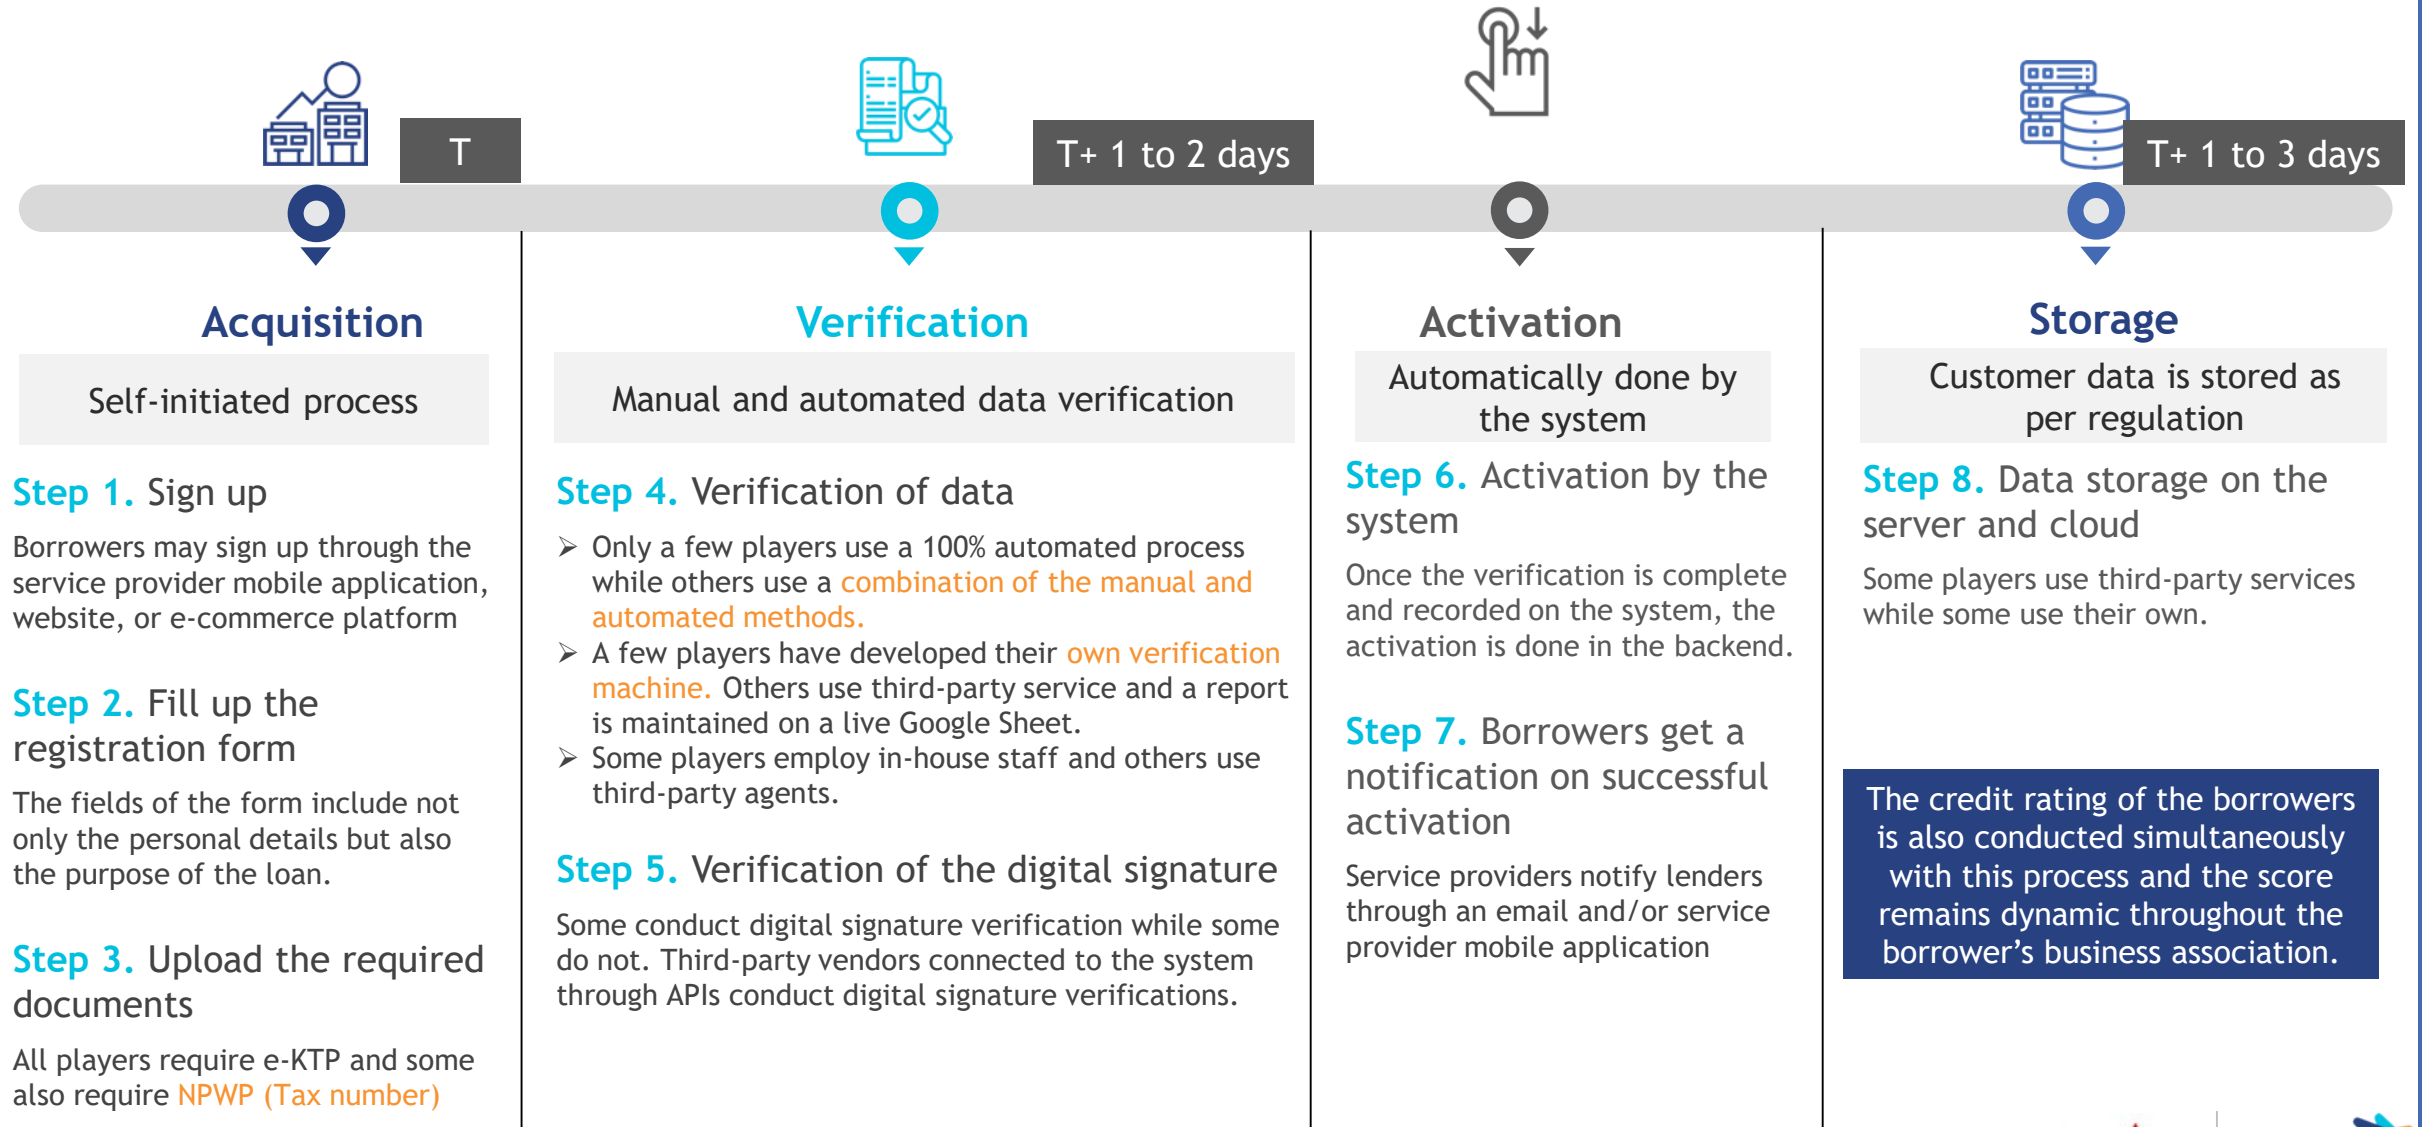 T
T+ 1 to 2 days
T+ 1 to 3 days
Acquisition
Self-initiated process
Step 1. Sign up
Borrowers may sign up through the
service provider mobile application,
website, or e-commerce platform
Step 2. Fill up the
registration form
The fields of the form include not
only the personal details but also
the purpose of the loan.
Step 3. Upload the required
documents
All players require e-KTP and some
also require NPWP (Tax number)
Verification
Manual and automated data verification
Step 4. Verification of data
➢ Only a few players use a 100% automated process
while others use a combination of the manual and
automated methods.
➢ A few players have developed their own verification
machine. Others use third-party service and a report
is maintained on a live Google Sheet.
➢ Some players employ in-house staff and others use
third-party agents.
Step 5. Verification of the digital signature
Some conduct digital signature verification while some
do not. Third-party vendors connected to the system
through APIs conduct digital signature verifications.
Activation
Automatically done by
the system
Step 6. Activation by the
system
Once the verification is complete
and recorded on the system, the
activation is done in the backend.
Step 7. Borrowers get a
notification on successful
activation
Service providers notify lenders
through an email and/or service
provider mobile application
Storage
Customer data is stored as
per regulation
Step 8. Data storage on the
server and cloud
Some players use third-party services
while some use their own.
The credit rating of the borrowers
is also conducted simultaneously
with this process and the score
remains dynamic throughout the
borrower’s business association.